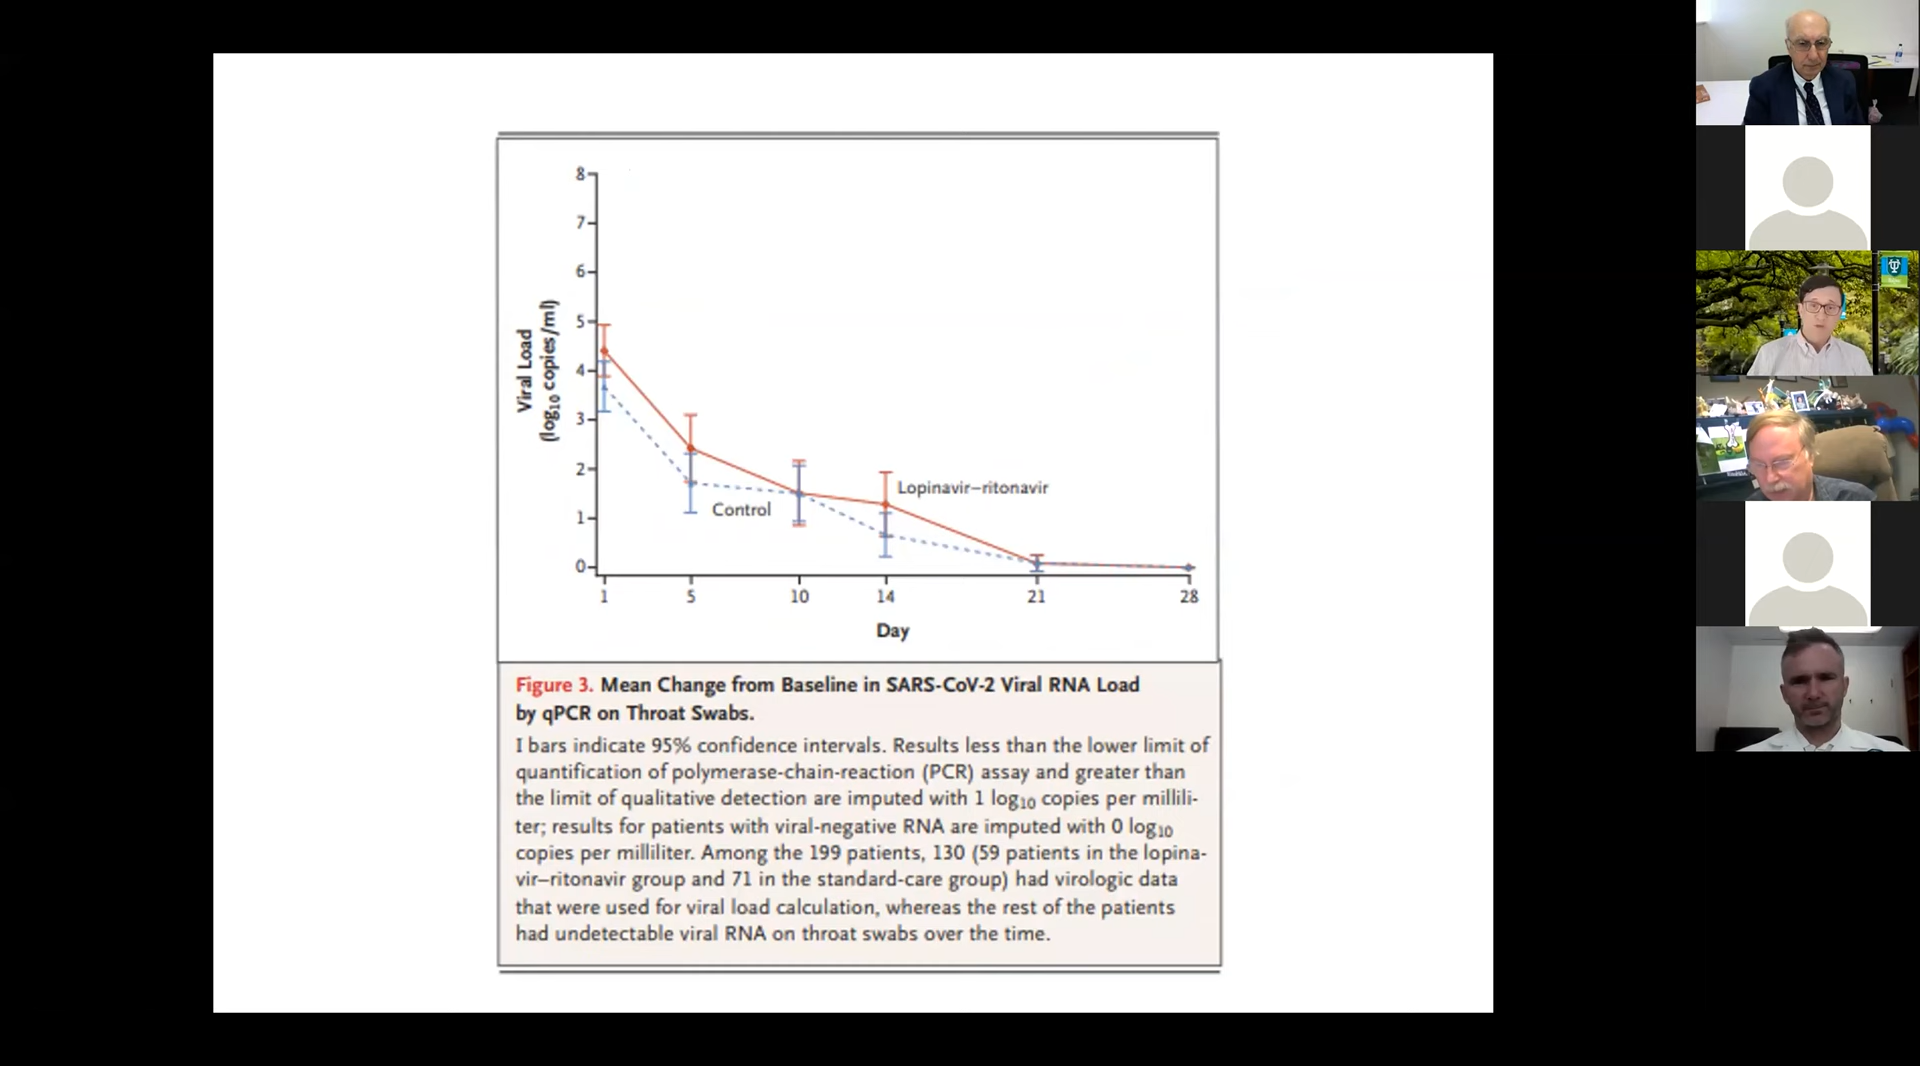 8
7
6
5
4
3
2
1
0
Viral Load
(log10 copies/ml)
Lopinavir–ritonavir
Control
1 5 10 14 21 28
Day
Figure 3. Mean Change from Baseline in SARS-CoV-2 Viral RNA Load
by qPCR on Throat Swabs.
I bars indicate 95% confidence intervals. Results less than the lower limit of
quantification of polymerase-chain-reaction (PCR) assay and greater than
the limit of qualitative detection are imputed with 1 log10 copies per millili-
ter; results for patients with viral-negative RNA are imputed with 0 log10
copies per milliliter. Among the 199 patients, 130 (59 patients in the lopina-
vir–ritonavir group and 71 in the standard-care group) had virologic data
that were used for viral load calculation, whereas the rest of the patients
had undetectable viral RNA on throat swabs over the time.